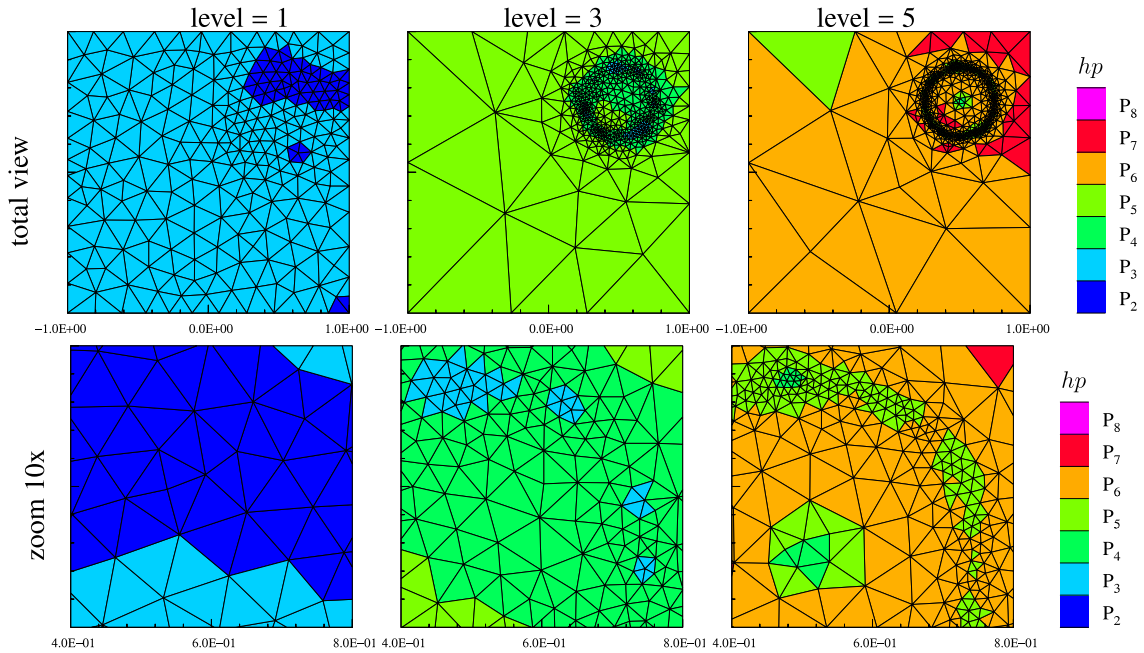 level = 1
level = 3
level = 5
total view
−1.0E+00
0.0E+00
1.0E+00
−1.0E+00
0.0E+00
1.0E+00
−1.0E+00
0.0E+00
1.0E+00
hp
P8
P7
P6
P5
P4
P3
P2
zoom 10x
4.0E−01
6.0E−01
8.0E−01
4.0E−01
6.0E−01
8.0E−01
4.0E−01
6.0E−01
8.0E−01
hp
P8
P7
P6
P5
P4
P3
P2